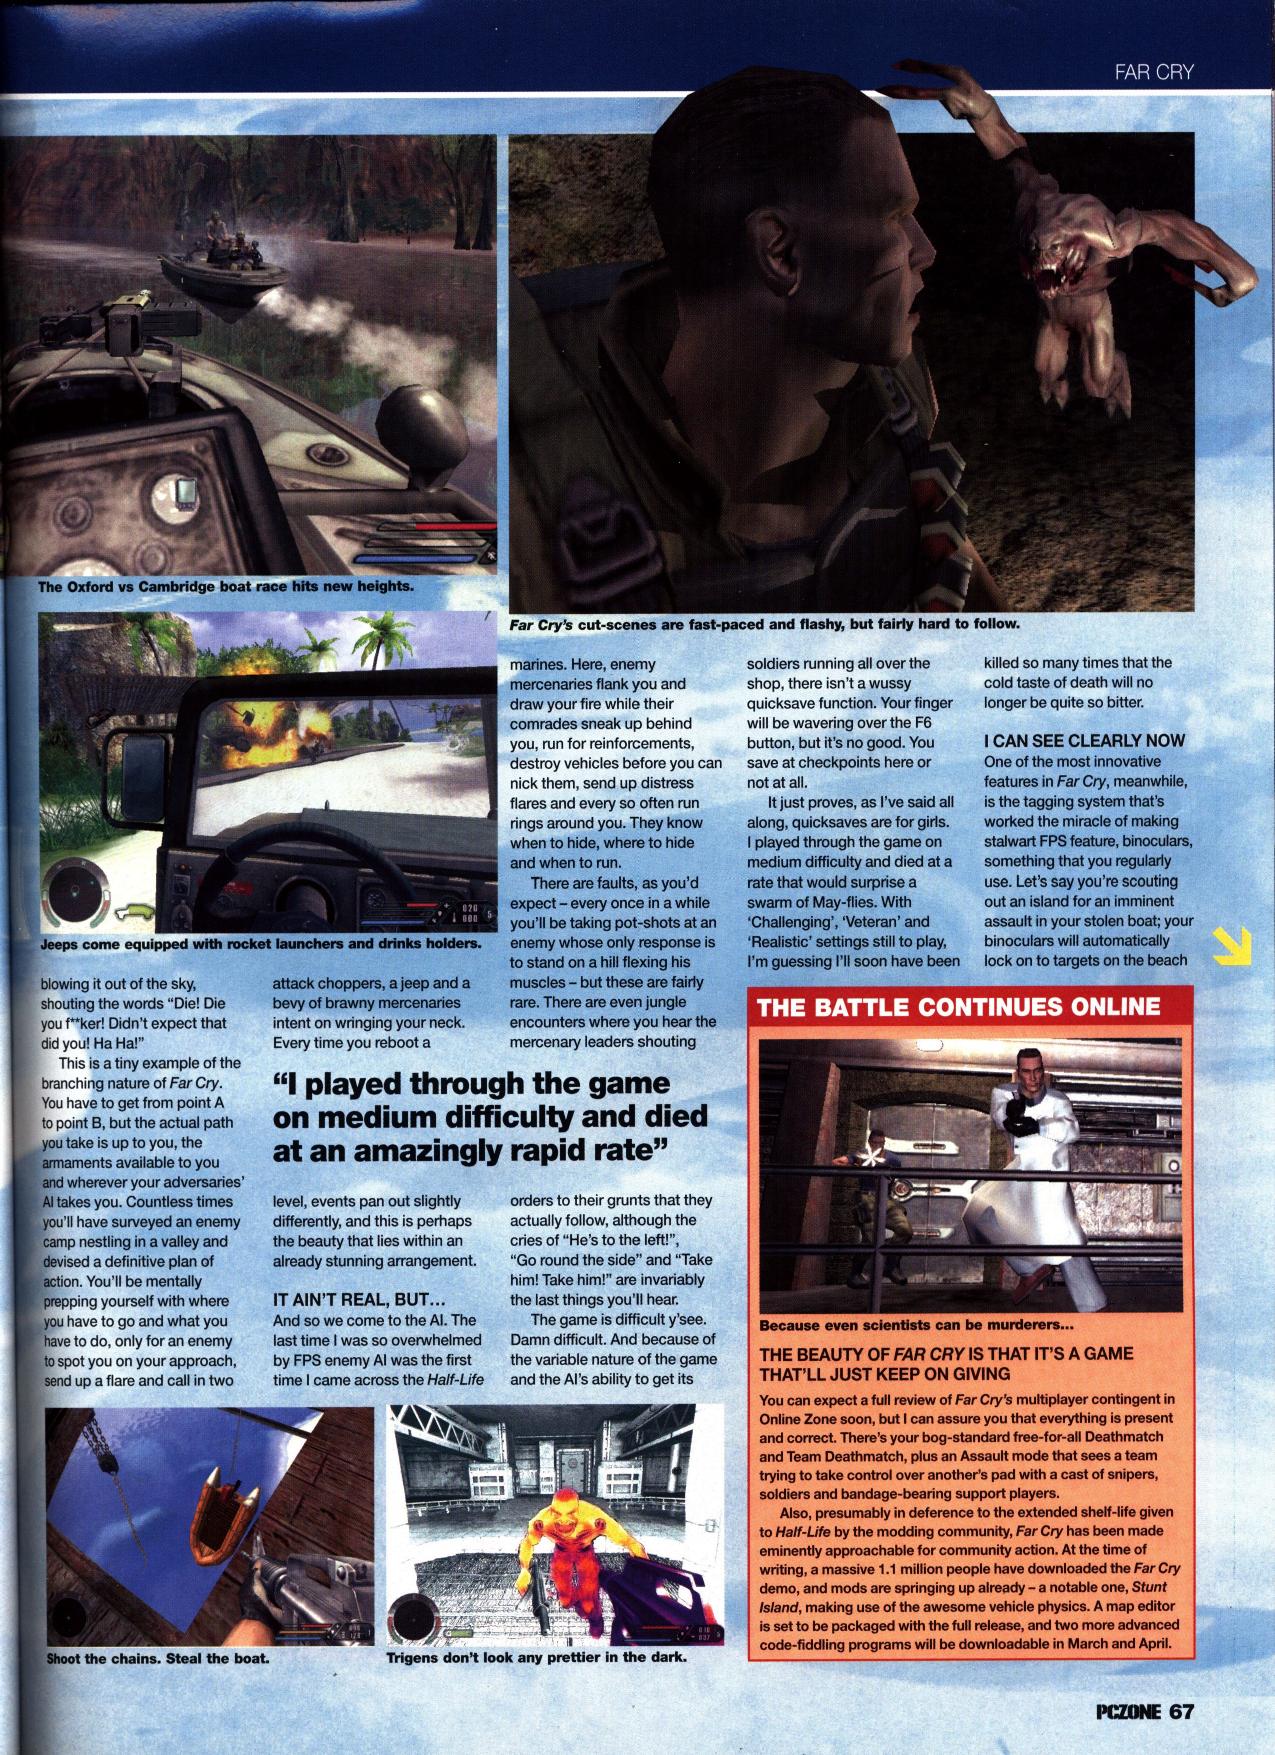 FAR CRY
The Oxford vs Cambridge boat race hits new heights.
Far Cry's cut-scenes are fast-paced and flashy, but fairly hard to follow.
Jeeps come equipped with rocket launchers and drinks holders.
blowing it out of the sky,
shouting the words “Die! Die
you f**ker! Didn't expect that
did you! Ha Ha!”
This is a tiny example of the
branching nature of Far Cry.
You have to get from point A
to point B, but the actual path
you take is up to you, the
armaments available to you
and wherever your adversaries'
AI takes you. Countless times
you'll have surveyed an enemy
camp nestling in a valley and
devised a definitive plan of
action. You'll be mentally
prepping yourself with where
you have to go and what you
have to do, only for an enemy
to spot you on your approach,
send up a flare and call in two
attack choppers, a jeep and a
bevy of brawny mercenaries
intent on wringing your neck.
Every time you reboot a
“I played through the game
on medium difficulty and died
at an amazingly rapid rate”
level, events pan out slightly
differently, and this is perhaps
the beauty that lies within an
already stunning arrangement.
IT AIN'T REAL, BUT...
And so we come to the AI. The
last time I was so overwhelmed
by FPS enemy AI was the first
time I came across the Half-Life
marines. Here, enemy
mercenaries flank you and
draw your fire while their
comrades sneak up behind
you, run for reinforcements,
destroy vehicles before you can
nick them, send up distress
flares and every so often run
rings around you. They know
when to hide, where to hide
and when to run.
There are faults, as you'd
expect – every once in a while
you'll be taking pot-shots at an
enemy whose only response is
to stand on a hill flexing his
muscles – but these are fairly
rare. There are even jungle
encounters where you hear the
mercenary leaders shouting
orders to their grunts that they
actually follow, although the
cries of “He's to the left!”,
“Go round the side” and “Take
him! Take him!” are invariably
the last things you'll hear.
The game is difficult y'see.
Damn difficult. And because of
the variable nature of the game
and the AI's ability to get its
soldiers running all over the
shop, there isn't a wussy
quicksave function. Your finger
will be wavering over the F6
button, but it's no good. You
save at checkpoints here or
not at all.
It just proves, as I've said all
along, quicksaves are for girls.
I played through the game on
medium difficulty and died at a
rate that would surprise a
swarm of May-flies. With
‘Challenging’, ‘Veteran’ and
‘Realistic’ settings still to play,
I'm guessing I'll soon have been
killed so many times that the
cold taste of death will no
longer be quite so bitter.
I CAN SEE CLEARLY NOW
One of the most innovative
features in Far Cry, meanwhile,
is the tagging system that's
worked the miracle of making
stalwart FPS feature, binoculars,
something that you regularly
use. Let's say you're scouting
out an island for an imminent
assault in your stolen boat; your
binoculars will automatically
lock on to targets on the beach
Shoot the chains. Steal the boat.
Trigens don't look any prettier in the dark.
THE BATTLE CONTINUES ONLINE
Because even scientists can be murderers...
THE BEAUTY OF FAR CRY IS THAT IT'S A GAME
THAT'LL JUST KEEP ON GIVING
You can expect a full review of Far Cry's multiplayer contingent in
Online Zone soon, but I can assure you that everything is present
and correct. There's your bog-standard free-for-all Deathmatch
and Team Deathmatch, plus an Assault mode that sees a team
trying to take control over another's pad with a cast of snipers,
soldiers and bandage-bearing support players.
Also, presumably in deference to the extended shelf-life given
to Half-Life by the modding community, Far Cry has been made
eminently approachable for community action. At the time of
writing, a massive 1.1 million people have downloaded the Far Cry
demo, and mods are springing up already – a notable one, Stunt
Island, making use of the awesome vehicle physics. A map editor
is set to be packaged with the full release, and two more advanced
code-fiddling programs will be downloadable in March and April.
PCZONE 67